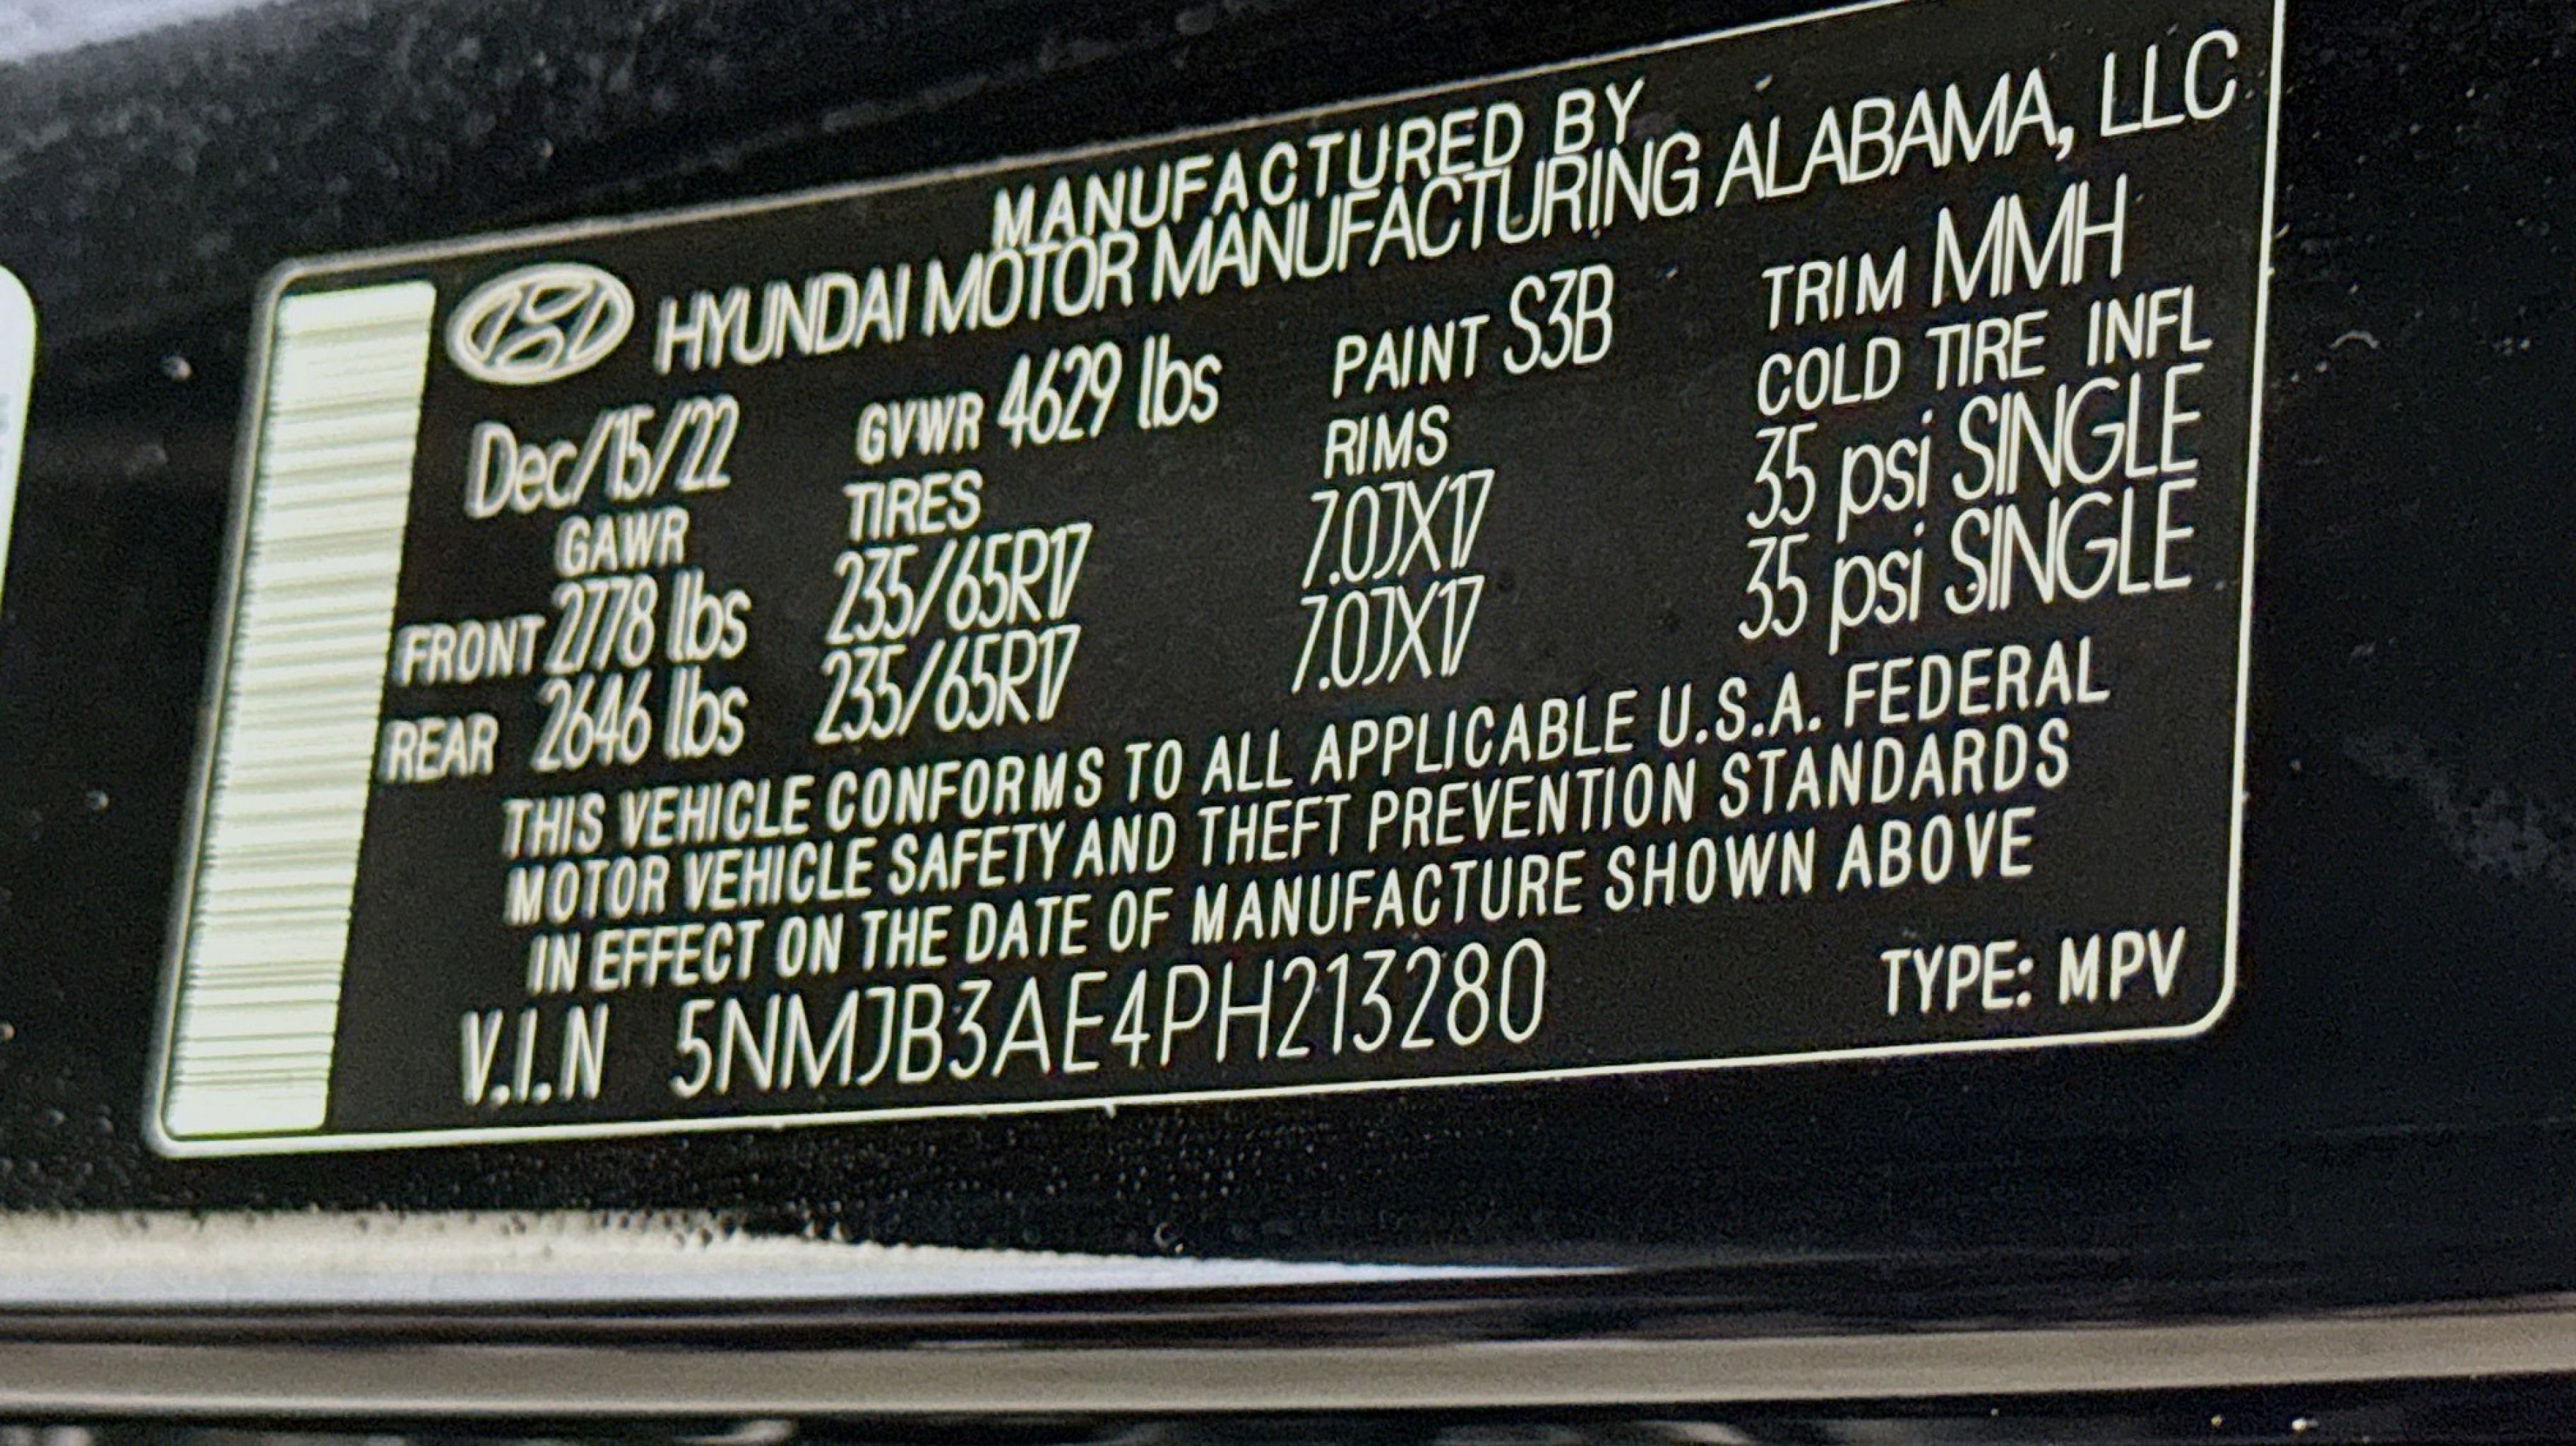 MANUFACTURED BY
HYUNDAI MOTOR MANUFACTURING ALABAMA, LLC
Dec/15/22 GVWR 4629 lbs PAINT S3B TRIM MMH
GAWR TIRES RIMS COLD TIRE INFL
FRONT 2778 lbs 235/65R17 7.0JX17 35 psi SINGLE
REAR 2646 lbs 235/65R17 7.0JX17 35 psi SINGLE
THIS VEHICLE CONFORMS TO ALL APPLICABLE U.S.A. FEDERAL
MOTOR VEHICLE SAFETY AND THEFT PREVENTION STANDARDS
IN EFFECT ON THE DATE OF MANUFACTURE SHOWN ABOVE
V.I.N 5NMJB3AE4PH213280 TYPE: MPV